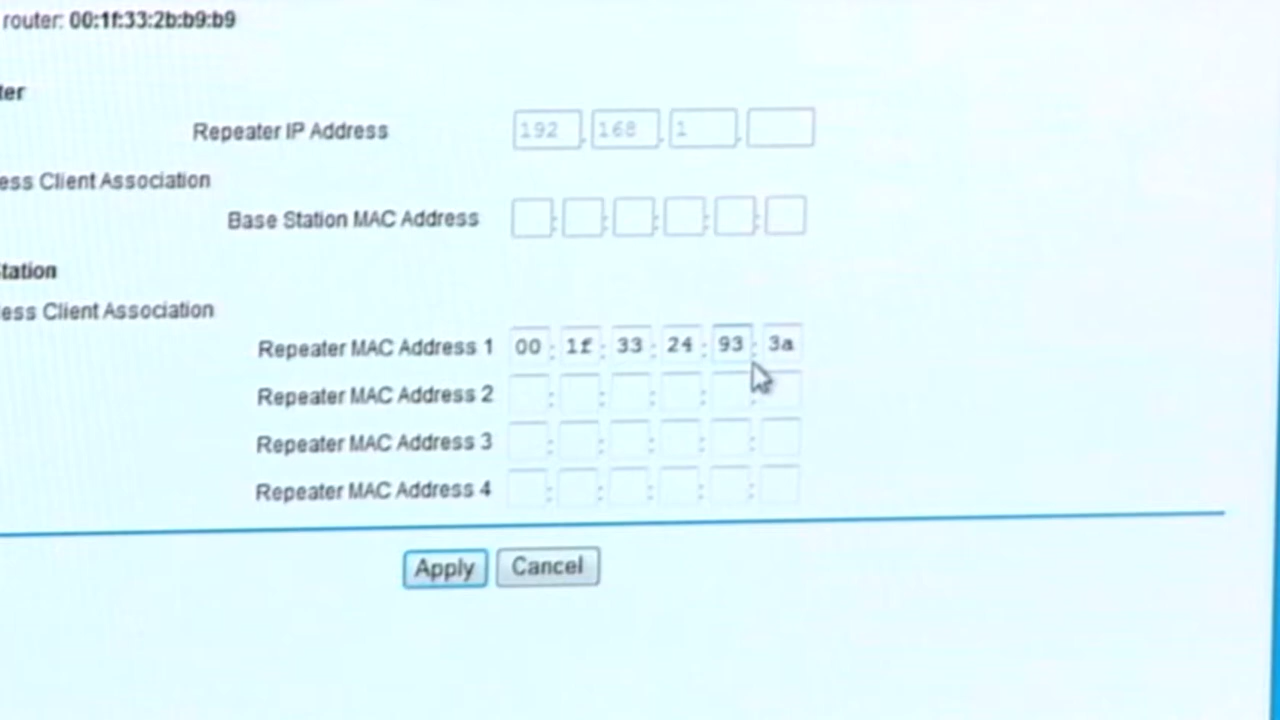 router: 00:1f:33:2b:b9:b9
ter
Repeater IP Address 192 . 168 . 1 .
ess Client Association
Base Station MAC Address : : : : :
tation
less Client Association
Repeater MAC Address 1 00 : 1f : 33 : 24 : 93 : 3a
Repeater MAC Address 2 : : : : :
Repeater MAC Address 3 : : : : :
Repeater MAC Address 4 : : : : :
Apply Cancel